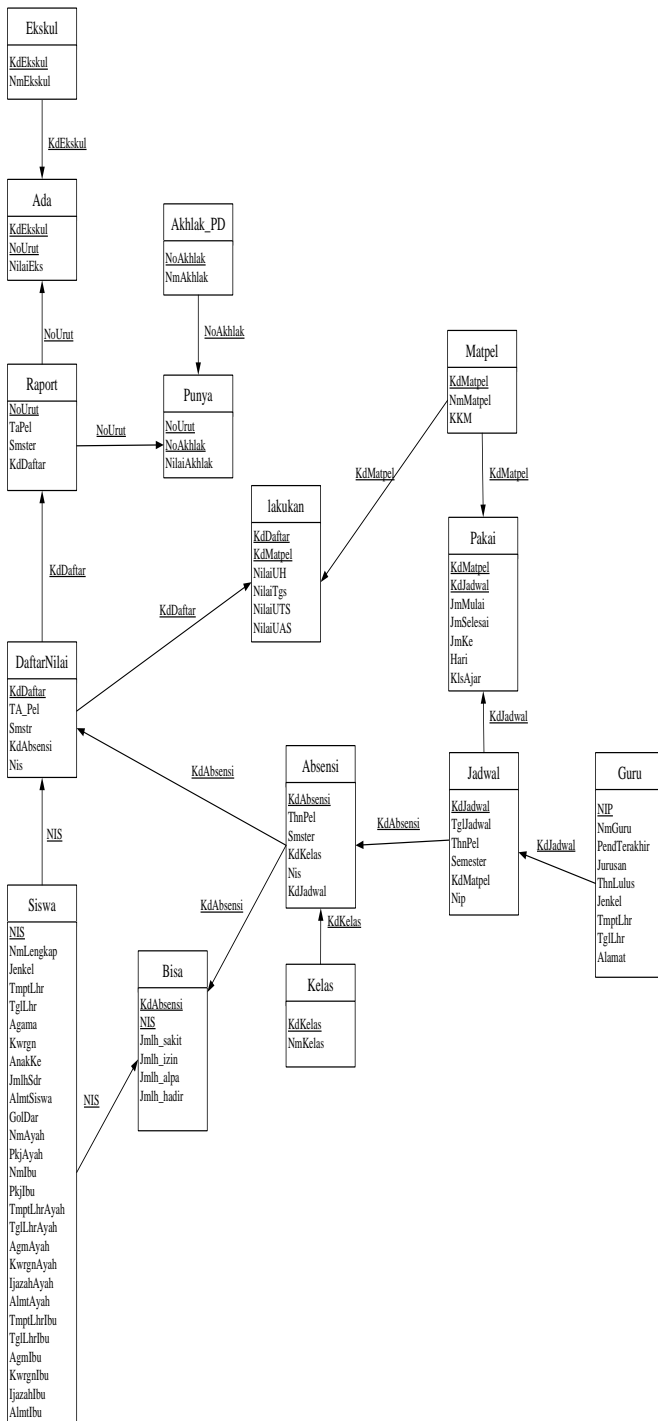 Ekskul
KdEkskul
NmEkskul
KdEkskul
Ada
KdEkskul
NoUrut
NilaiEks
Akhlak_PD
NoAkhlak
NmAkhlak
NoUrut
NoAkhlak
Raport
NoUrut
TaPel
Smster
KdDaftar
NoUrut
Punya
NoUrut
NoAkhlak
NilaiAkhlak
Matpel
KdMatpel
NmMatpel
KKM
KdMatpel
KdMatpel
lakukan
KdDaftar
KdMatpel
NilaiUH
NilaiTgs
NilaiUTS
NilaiUAS
Pakai
KdMatpel
KdJadwal
JmMulai
JmSelesai
JmKe
Hari
KlsAjar
KdDaftar
KdDaftar
DaftarNilai
KdDaftar
TA_Pel
Smstr
KdAbsensi
Nis
KdJadwal
KdAbsensi
Absensi
KdAbsensi
ThnPel
Smster
KdKelas
Nis
KdJadwal
KdAbsensi
Jadwal
KdJadwal
TglJadwal
ThnPel
Semester
KdMatpel
Nip
KdJadwal
Guru
NIP
NmGuru
PendTerakhir
Jurusan
ThnLulus
Jenkel
TmptLhr
TglLhr
Alamat
NIS
KdAbsensi
KdKelas
Siswa
NIS
NmLengkap
Jenkel
TmptLhr
TglLhr
Agama
Kwrgn
AnakKe
JmlhSdr
AlmtSiswa
GolDar
NmAyah
PkjAyah
NmIbu
PkjIbu
TmptLhrAyah
TglLhrAyah
AgmAyah
KwrgnAyah
IjazahAyah
AlmtAyah
TmptLhrIbu
TglLhrIbu
AgmIbu
KwrgnIbu
IjazahIbu
AlmtIbu
NIS
Bisa
KdAbsensi
NIS
Jmlh_sakit
Jmlh_izin
Jmlh_alpa
Jmlh_hadir
Kelas
KdKelas
NmKelas